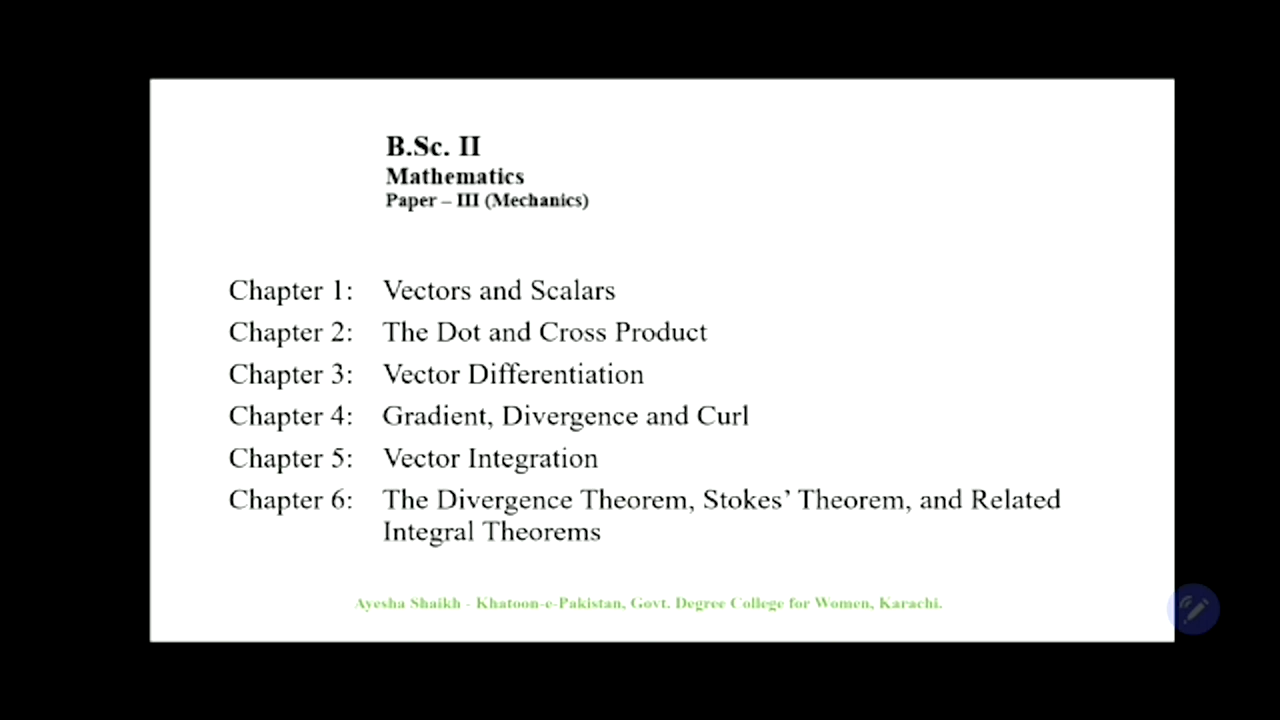 B.Sc. II
Mathematics
Paper – III (Mechanics)
Chapter 1: Vectors and Scalars
Chapter 2: The Dot and Cross Product
Chapter 3: Vector Differentiation
Chapter 4: Gradient, Divergence and Curl
Chapter 5: Vector Integration
Chapter 6: The Divergence Theorem, Stokes’ Theorem, and Related
Integral Theorems
Ayesha Shaikh - Khatoon-e-Pakistan, Govt. Degree College for Women, Karachi.